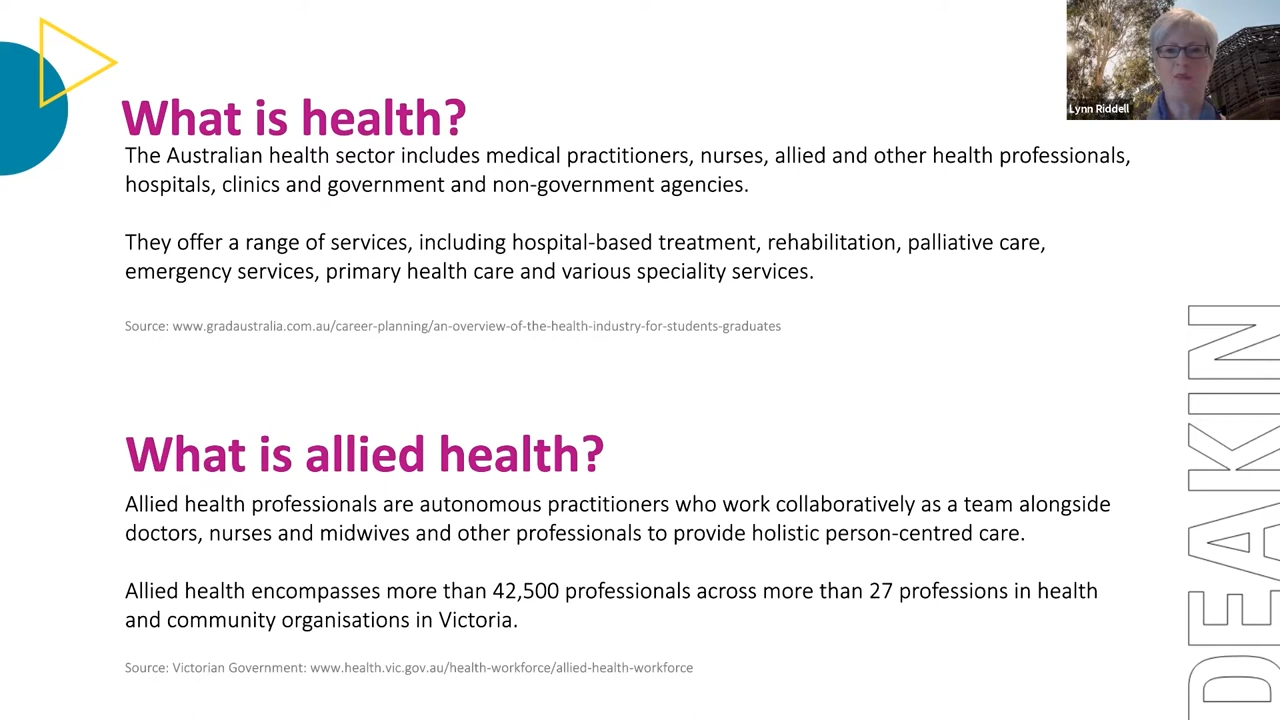 Lynn Riddell
What is health?
The Australian health sector includes medical practitioners, nurses, allied and other health professionals,
hospitals, clinics and government and non-government agencies.
They offer a range of services, including hospital-based treatment, rehabilitation, palliative care,
emergency services, primary health care and various speciality services.
Source: www.gradaustralia.com.au/career-planning/an-overview-of-the-health-industry-for-students-graduates
What is allied health?
Allied health professionals are autonomous practitioners who work collaboratively as a team alongside
doctors, nurses and midwives and other professionals to provide holistic person-centred care.
Allied health encompasses more than 42,500 professionals across more than 27 professions in health
and community organisations in Victoria.
Source: Victorian Government: www.health.vic.gov.au/health-workforce/allied-health-workforce
DEAKIN